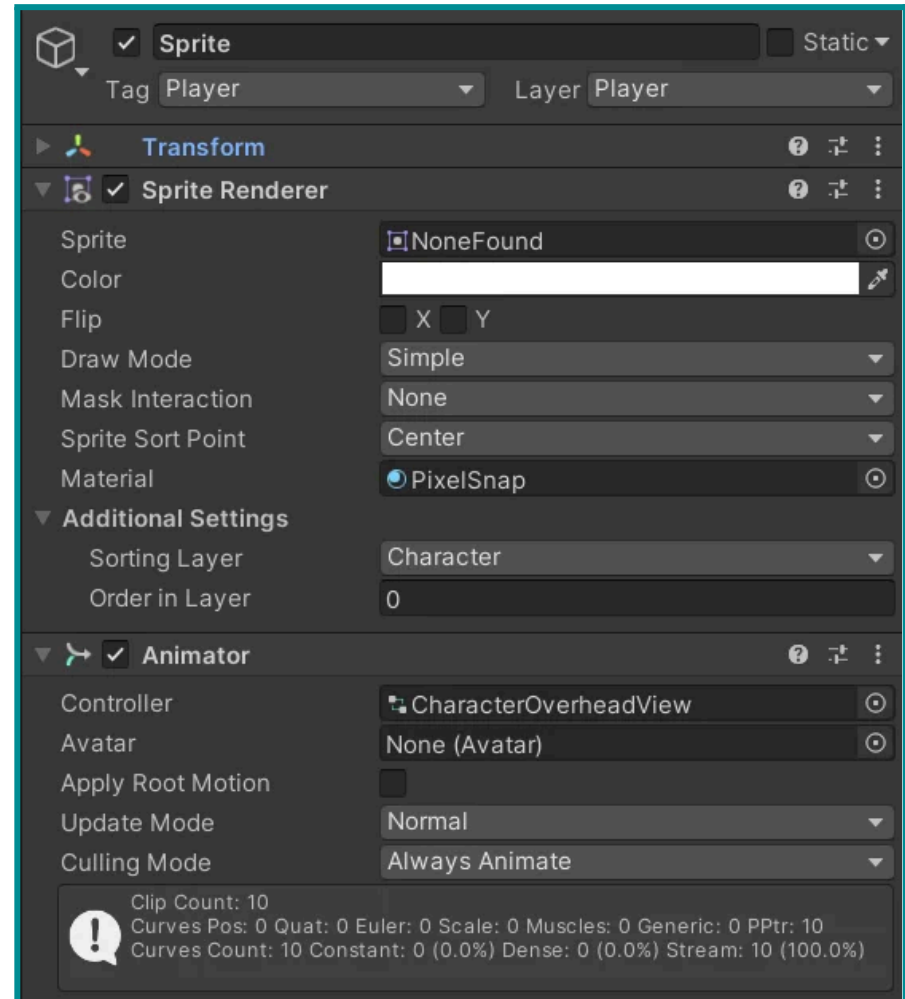 Sprite Static
Tag Player Layer Player
Transform
Sprite Renderer
Sprite NoneFound
Color
Flip X Y
Draw Mode Simple
Mask Interaction None
Sprite Sort Point Center
Material PixelSnap
Additional Settings
Sorting Layer Character
Order in Layer 0
Animator
Controller CharacterOverheadView
Avatar None (Avatar)
Apply Root Motion
Update Mode Normal
Culling Mode Always Animate
Clip Count: 10
Curves Pos: 0 Quat: 0 Euler: 0 Scale: 0 Muscles: 0 Generic: 0 PPtr: 10
Curves Count: 10 Constant: 0 (0.0%) Dense: 0 (0.0%) Stream: 10 (100.0%)